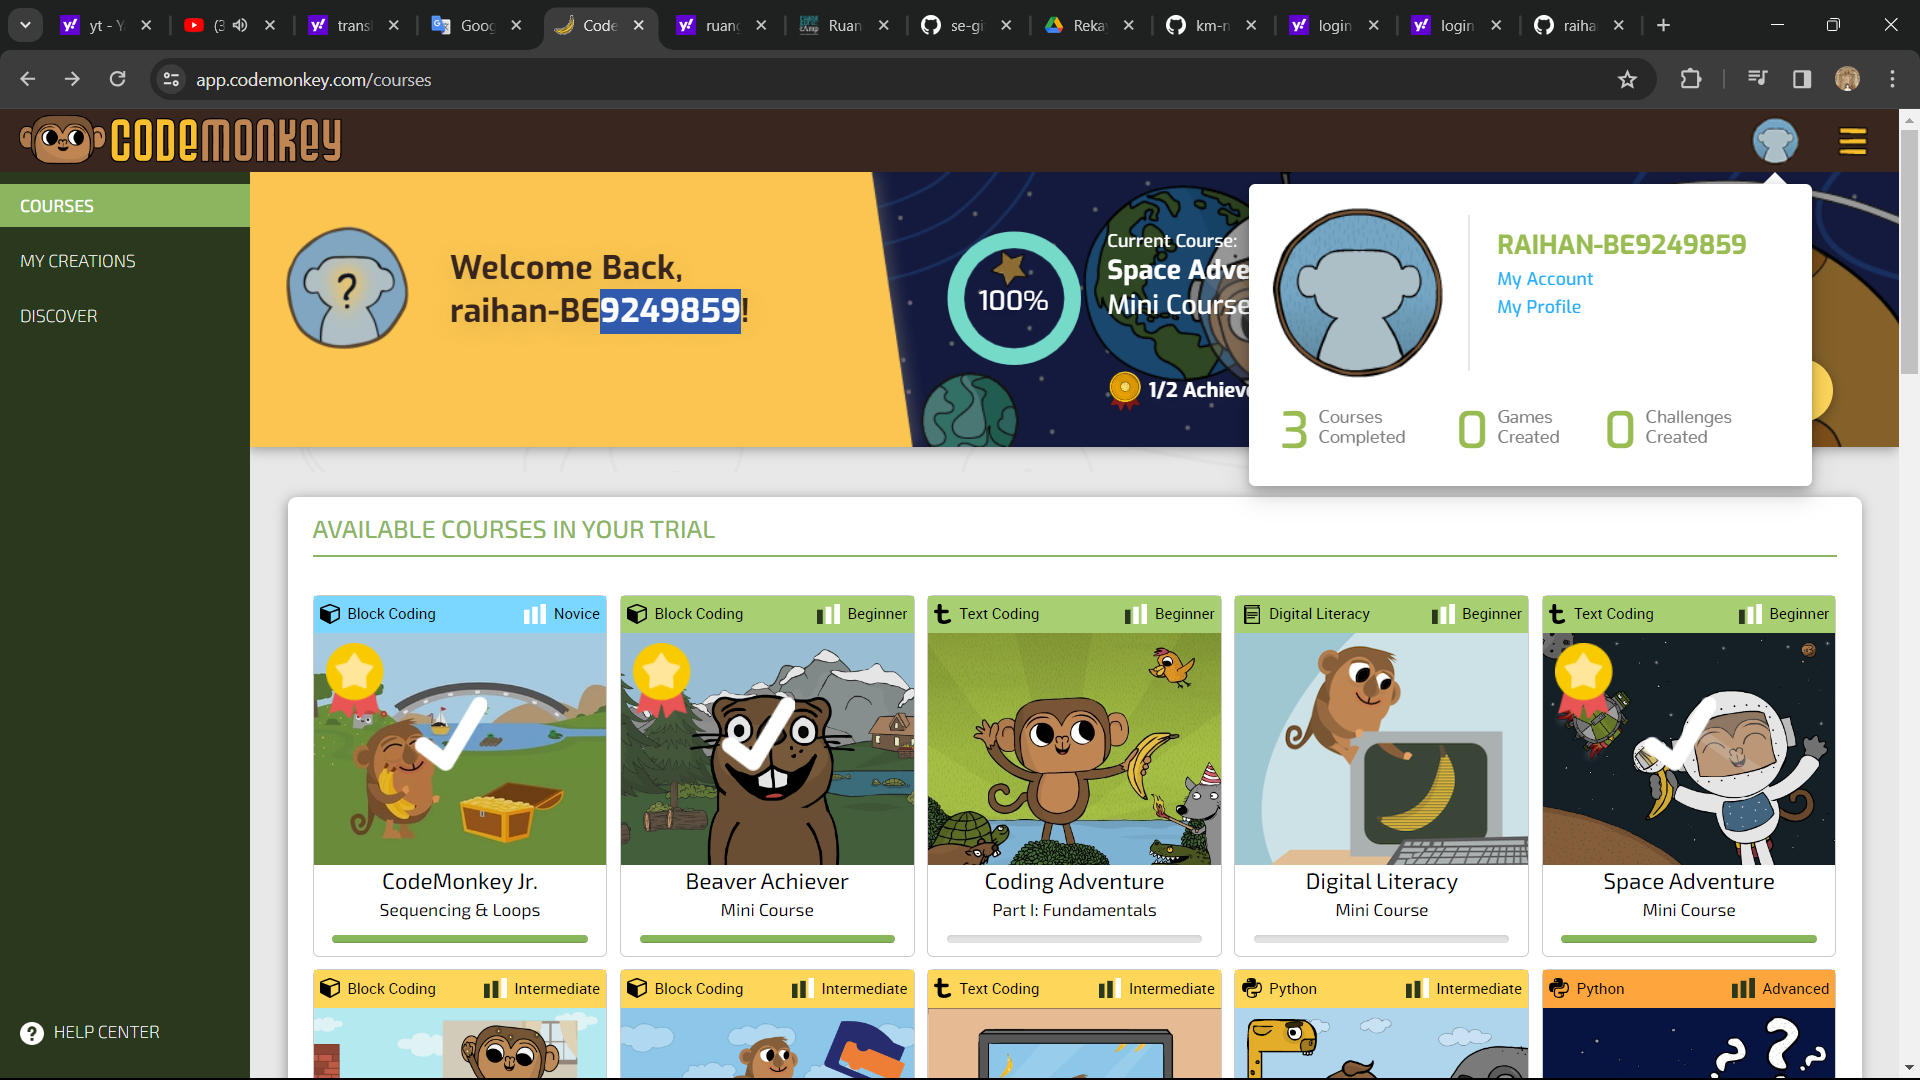 yt - Y
(3
transl
Goog
Code
ruang
Ruan
se-git
Rekay
km-n
login
login
raiha
app.codemonkey.com/courses
CODEMONKEY
COURSES
MY CREATIONS
DISCOVER
HELP CENTER
Welcome Back,
raihan-BE9249859!
100%
Current Course:
Space Adve
Mini Course
1/2 Achieve
RAIHAN-BE9249859
My Account
My Profile
3 Courses Completed
0 Games Created
0 Challenges Created
AVAILABLE COURSES IN YOUR TRIAL
Block Coding Novice
CodeMonkey Jr.
Sequencing & Loops
Block Coding Beginner
Beaver Achiever
Mini Course
Text Coding Beginner
Coding Adventure
Part I: Fundamentals
Digital Literacy Beginner
Digital Literacy
Mini Course
Text Coding Beginner
Space Adventure
Mini Course
Block Coding Intermediate
Block Coding Intermediate
Text Coding Intermediate
Python Intermediate
Python Advanced